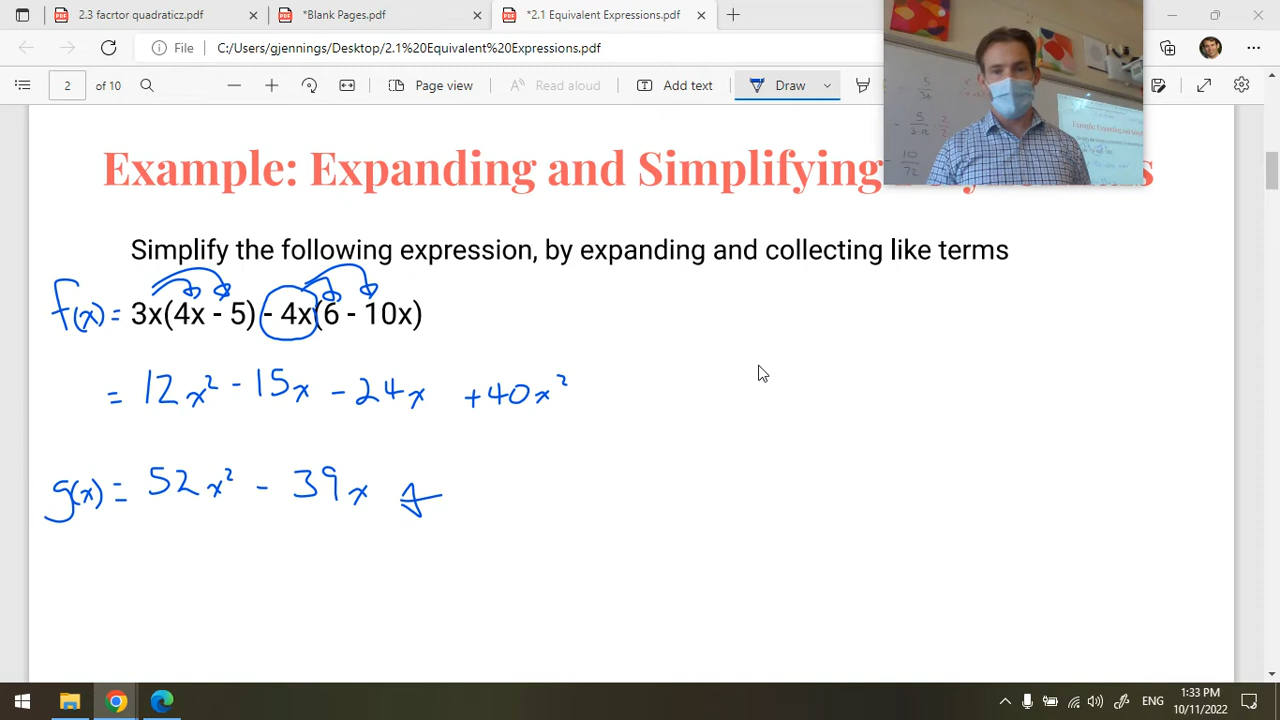 2.3 facrtor quadraticz.pdf
*Blank Pages.pdf
*2.1 Equivalent Expressions.pdf
File C:/Users/gjennings/Desktop/2.1%20Equivalent%20Expressions.pdf
2 of 10 Page view Read aloud Add text Draw
Example: Expanding and Simplifying
Simplify the following expression, by expanding and collecting like terms
f(x) = 3x(4x - 5) - 4x(6 - 10x)
= 12x² - 15x - 24x + 40x²
g(x) = 52x² - 39x
ENG
1:33 PM
10/11/2022